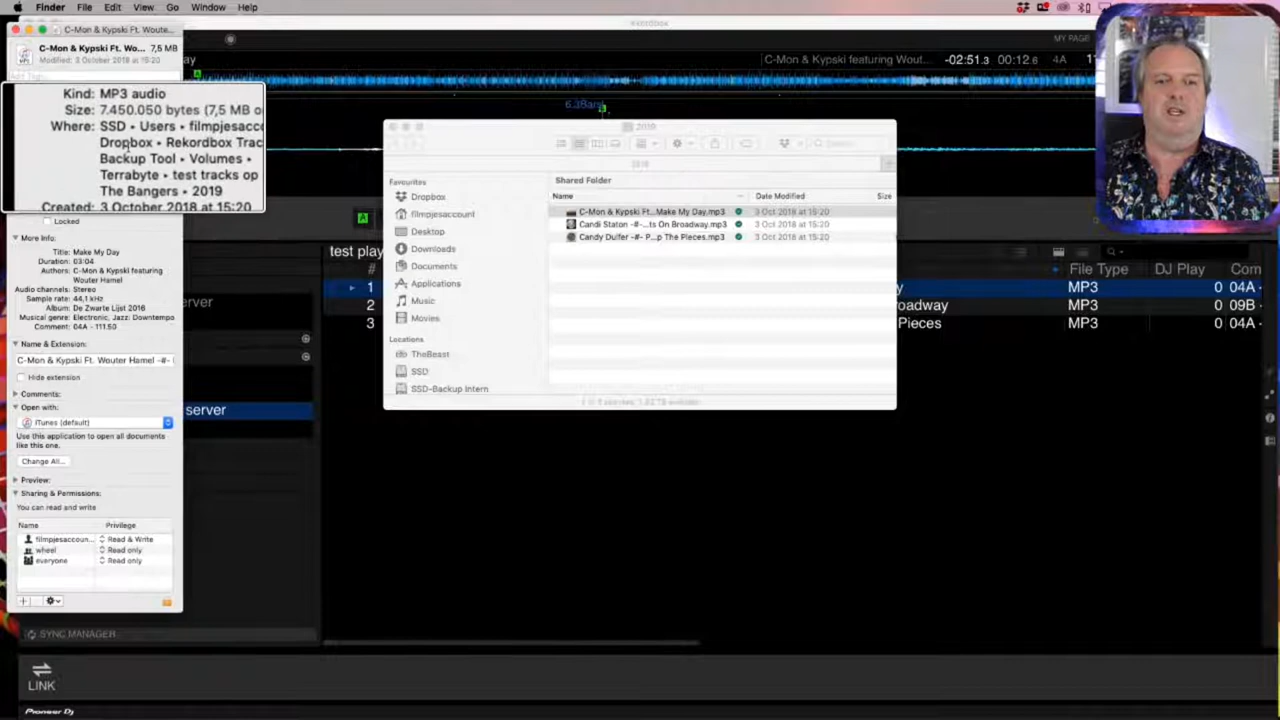 Finder File Edit View Go Window Help
rekordbox
C-Mon & Kypski Ft. Woute...
C-Mon & Kypski Ft. Wo... 7,5 MB
Modified: 3 October 2018 at 15:20
MY PAGE
C-Mon & Kypski featuring Wout... -02:51.3 00:12.6 4A
6.3Bars
A
Kind: MP3 audio
Size: 7.450.050 bytes (7,5 MB o
Where: SSD • Users • filmpjesacco
Dropbox • Rekordbox Trac
Backup Tool • Volumes •
Terrabyte • test tracks op
The Bangers • 2019
Created: 3 October 2018 at 15:20
Locked
More Info:
Title: Make My Day
Duration: 03:04
Authors: C-Mon & Kypski featuring
Wouter Hamel
Audio channels: Stereo
Sample rate: 44,1 kHz
Album: De Zwarte Lijst 2016
Musical genre: Electronic, Jazz: Downtempo
Comment: 04A - 111.50
Name & Extension:
C-Mon & Kypski Ft. Wouter Hamel -#-
Hide extension
Comments:
Open with:
iTunes (default)
Use this application to open all documents
like this one.
Change All...
Preview:
Sharing & Permissions:
You can read and write
Name Privilege
filmpjesaccoun... Read & Write
wheel Read only
everyone Read only
2019
Search
2019
Favourites
Dropbox
filmpjesaccount
Desktop
Downloads
Documents
Applications
Music
Movies
Locations
TheBeast
SSD
SSD-Backup Intern
Shared Folder
Name Date Modified Size
C-Mon & Kypski Ft...Make My Day.mp3 3 Oct 2018 at 15:20
Candi Staton -#-...ts On Broadway.mp3 3 Oct 2018 at 15:20
Candy Dulfer -#- P...p The Pieces.mp3 3 Oct 2018 at 15:20
A
test play
# File Type DJ Play Com
1 y MP3 0 04A -
2 roadway MP3 0 09B -
3 Pieces MP3 0 04A -
erver
server
SYNC MANAGER
LINK
Pioneer Dj